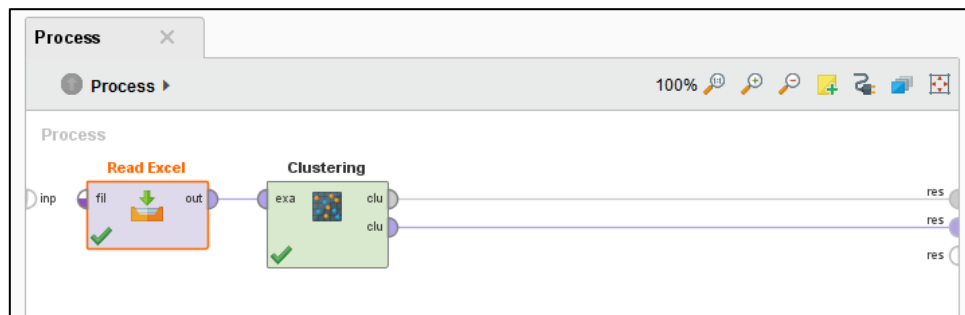 Process
Process
100%
Process
Read Excel
Clustering
inp
fil
out
exa
clu
res
clu
res
res